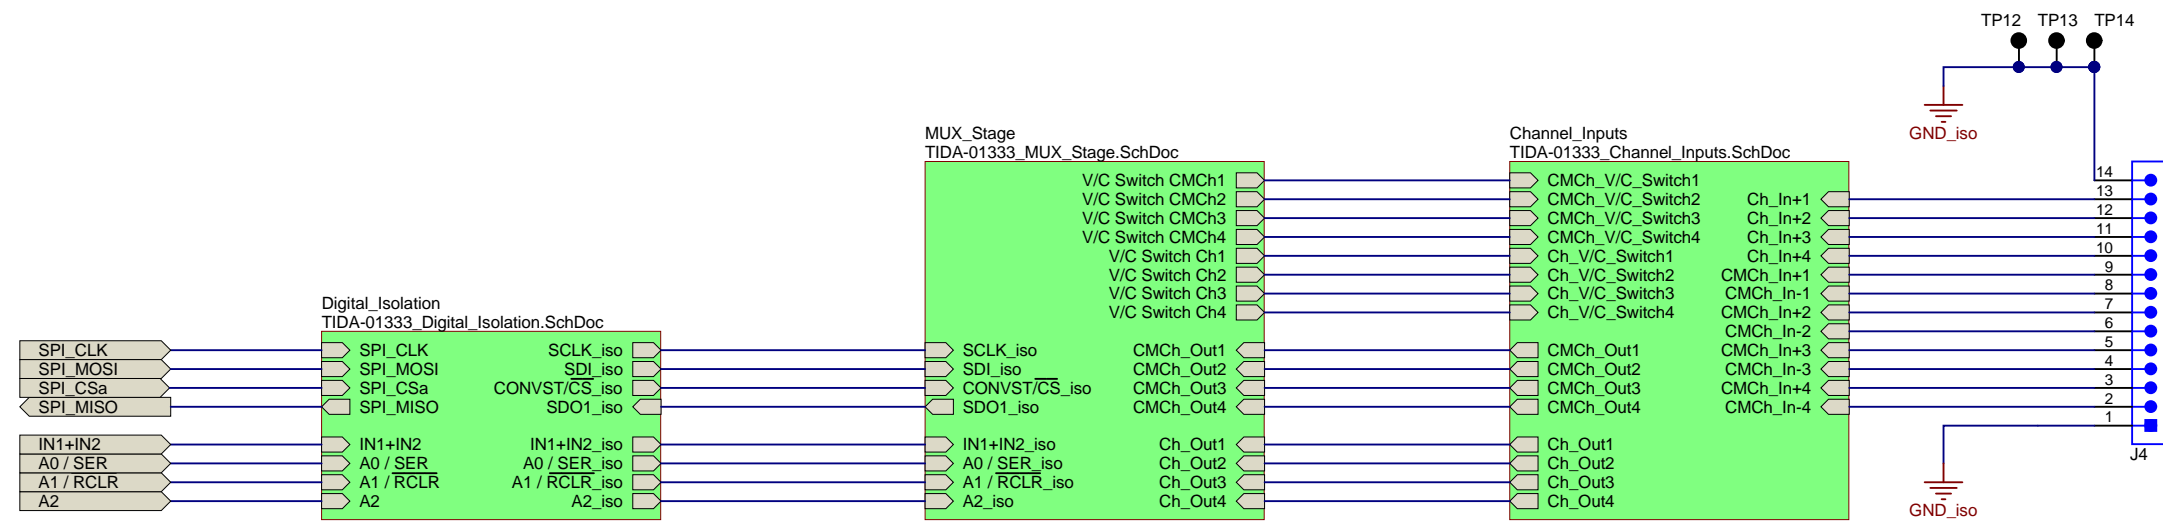 TP12 TP13 TP14
GND_iso
MUX_Stage
TIDA-01333_MUX_Stage.SchDoc
V/C Switch CMCh1
V/C Switch CMCh2
V/C Switch CMCh3
V/C Switch CMCh4
V/C Switch Ch1
V/C Switch Ch2
V/C Switch Ch3
V/C Switch Ch4
Channel_Inputs
TIDA-01333_Channel_Inputs.SchDoc
CMCh_V/C_Switch1
CMCh_V/C_Switch2 Ch_In+1
CMCh_V/C_Switch3 Ch_In+2
CMCh_V/C_Switch4 Ch_In+3
Ch_V/C_Switch1 Ch_In+4
Ch_V/C_Switch2 CMCh_In+1
Ch_V/C_Switch3 CMCh_In-1
Ch_V/C_Switch4 CMCh_In+2
CMCh_In-2
CMCh_Out1 CMCh_In+3
CMCh_Out2 CMCh_In-3
CMCh_Out3 CMCh_In+4
CMCh_Out4 CMCh_In-4
Ch_Out1
Ch_Out2
Ch_Out3
Ch_Out4
14
13
12
11
10
9
8
7
6
5
4
3
2
1
J4
GND_iso
Digital_Isolation
TIDA-01333_Digital_Isolation.SchDoc
SPI_CLK SPI_CLK SCLK_iso
SPI_MOSI SPI_MOSI SDI_iso
SPI_CSa SPI_CSa CONVST/C̅S̅_iso
SPI_MISO SPI_MISO SDO1_iso
IN1+IN2 IN1+IN2 IN1+IN2_iso
A0 / SER A0 / SER A0 / SER_iso
A1 / R̅C̅L̅R̅ A1 / R̅C̅L̅R̅ A1 / R̅C̅L̅R̅_iso
A2 A2 A2_iso
SCLK_iso CMCh_Out1
SDI_iso CMCh_Out2
CONVST/C̅S̅_iso CMCh_Out3
SDO1_iso CMCh_Out4
IN1+IN2_iso Ch_Out1
A0 / SER_iso Ch_Out2
A1 / R̅C̅L̅R̅_iso Ch_Out3
A2_iso Ch_Out4